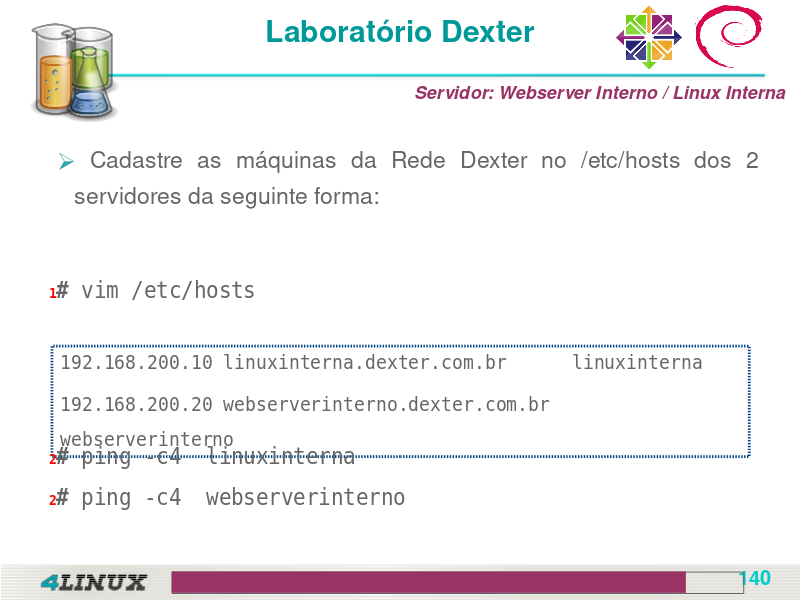 Laboratório Dexter
Servidor: Webserver Interno / Linux Interna
Cadastre as máquinas da Rede Dexter no /etc/hosts dos 2
servidores da seguinte forma:
1# vim /etc/hosts
192.168.200.10 linuxinterna.dexter.com.br linuxinterna
192.168.200.20 webserverinterno.dexter.com.br
webserverinterno
2# ping -c4 linuxinterna
2# ping -c4 webserverinterno
4LINUX
140